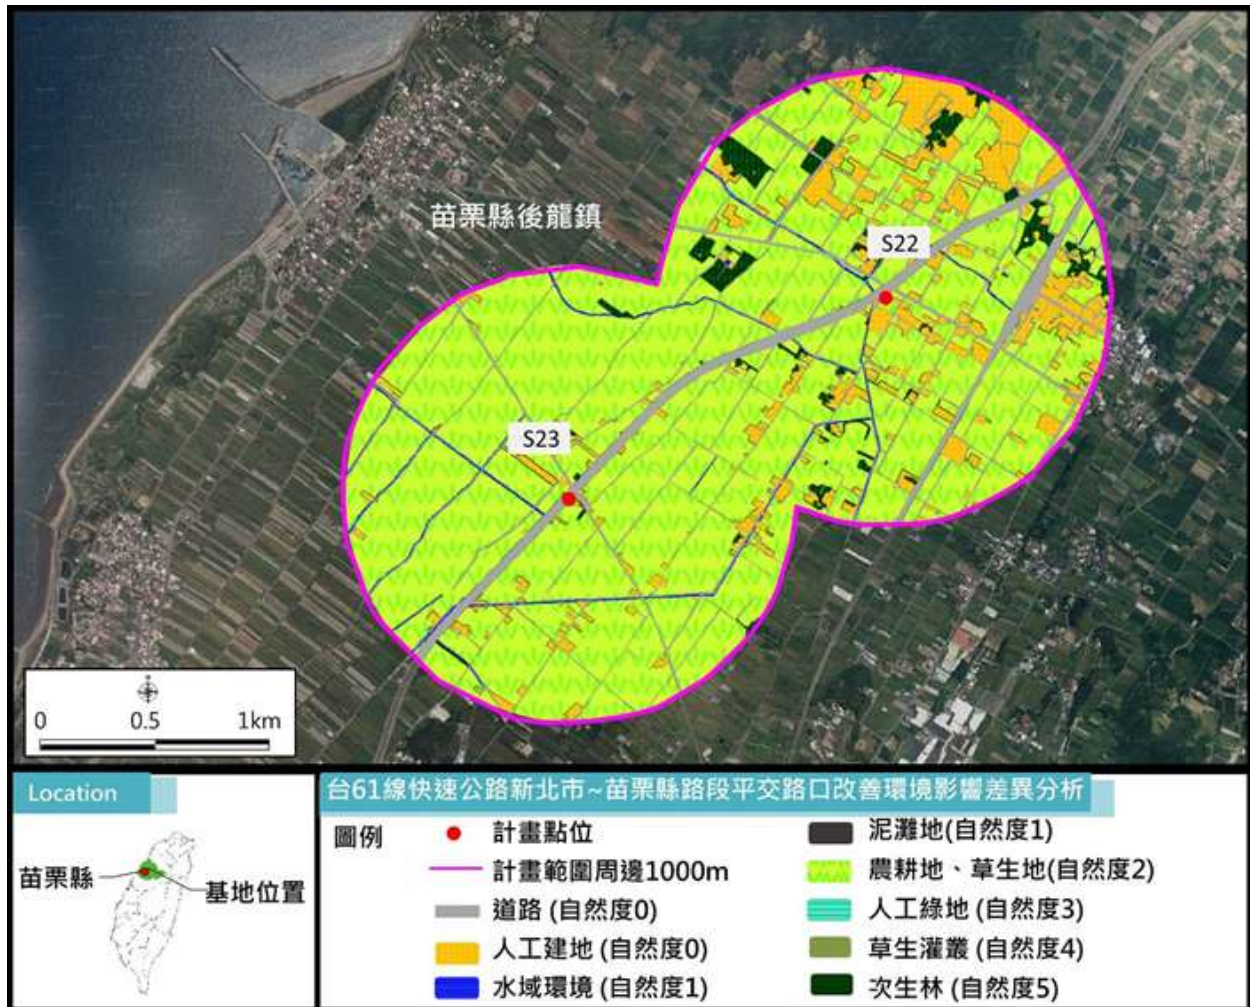 苗栗縣後龍鎮
S22
S23
0 0.5 1km
Location
苗栗縣
基地位置
台61線快速公路新北市~苗栗縣路段平交路口改善環境影響差異分析
圖例
計畫點位
計畫範圍周邊1000m
道路 (自然度0)
人工建地 (自然度0)
水域環境 (自然度1)
泥灘地(自然度1)
農耕地、草生地(自然度2)
人工綠地 (自然度3)
草生灌叢 (自然度4)
次生林 (自然度5)